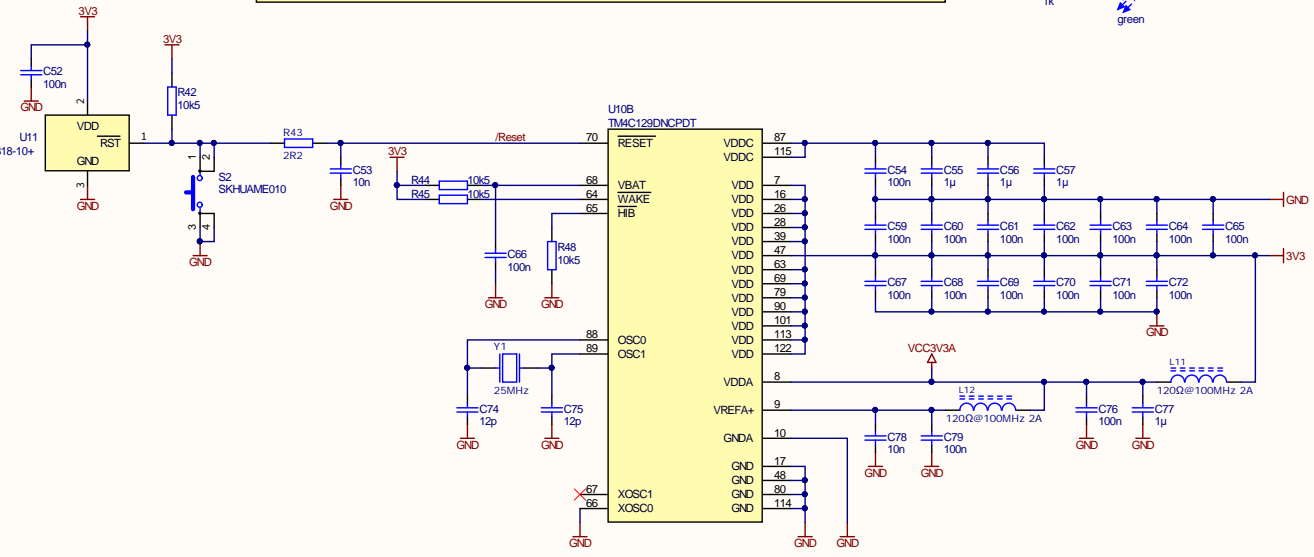 3V3
1k
green
C52
100n
GND
3V3
R42
10k5
2
VDD
RST
GND
U11
818-10+
1
3
GND
R43
2R2
/Reset
1
2
S2
SKHUAME010
3
4
GND
C53
10n
GND
3V3
R44
10k5
R45
10k5
C66
100n
GND
R48
10k5
GND
Y1
25MHz
C74
12p
GND
C75
12p
GND
GND
U10B
TM4C129DNCPDT
70
RESET
68
VBAT
64
WAKE
65
HIB
88
OSC0
89
OSC1
67
XOSC1
66
XOSC0
VDDC
87
VDDC
115
VDD
7
VDD
16
VDD
26
VDD
28
VDD
39
VDD
47
VDD
63
VDD
69
VDD
79
VDD
90
VDD
101
VDD
113
VDD
122
VDDA
8
VREFA+
9
GNDA
10
GND
17
GND
48
GND
80
GND
114
GND
GND
C54
100n
C55
1µ
C56
1µ
C57
1µ
GND
C59
100n
C60
100n
C61
100n
C62
100n
C63
100n
C64
100n
C65
100n
3V3
C67
100n
C68
100n
C69
100n
C70
100n
C71
100n
C72
100n
GND
VCC3V3A
L11
120Ω@100MHz 2A
L12
120Ω@100MHz 2A
C76
100n
GND
C77
1µ
GND
C78
10n
GND
C79
100n
GND